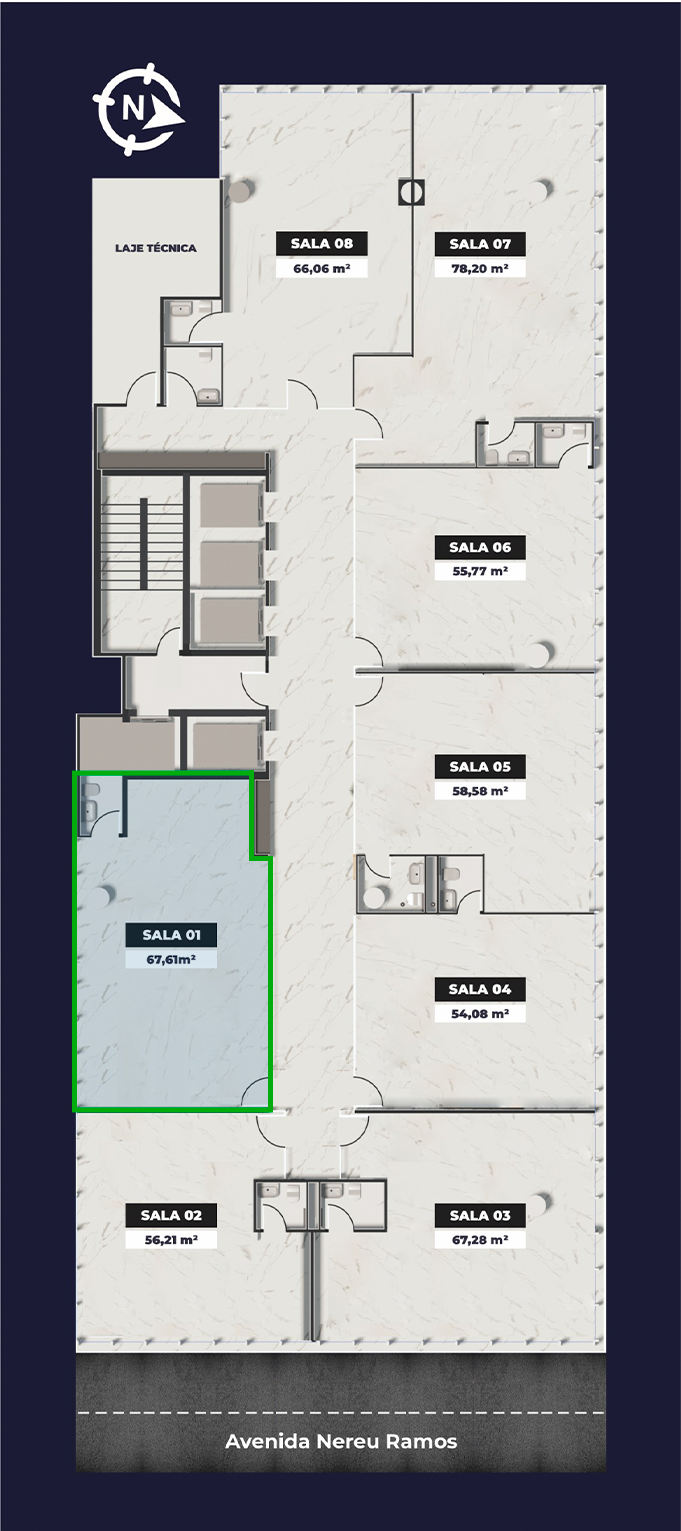 N
SALA 08
66,06 m²
SALA 07
78,20 m²
LAJE TÉCNICA
SALA 06
55,77 m²
SALA 05
58,58 m²
SALA 01
67,61m²
SALA 04
54,08 m²
SALA 02
56,21 m²
SALA 03
67,28 m²
Avenida Nereu Ramos